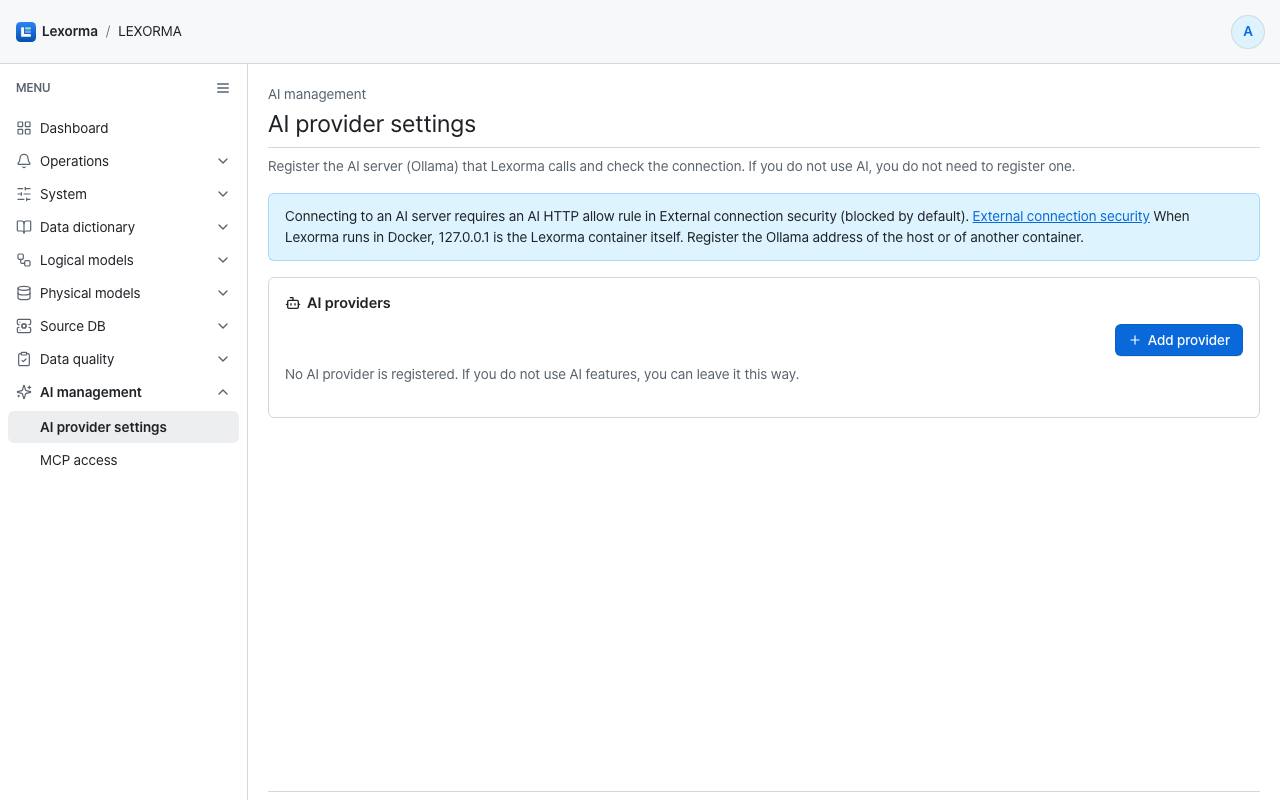 Lexorma / LEXORMA
A
MENU
Dashboard
Operations
System
Data dictionary
Logical models
Physical models
Source DB
Data quality
AI management
AI provider settings
MCP access
AI management
AI provider settings
Register the AI server (Ollama) that Lexorma calls and check the connection. If you do not use AI, you do not need to register one.
Connecting to an AI server requires an AI HTTP allow rule in External connection security (blocked by default). External connection security When
Lexorma runs in Docker, 127.0.0.1 is the Lexorma container itself. Register the Ollama address of the host or of another container.
AI providers
Add provider
No AI provider is registered. If you do not use AI features, you can leave it this way.